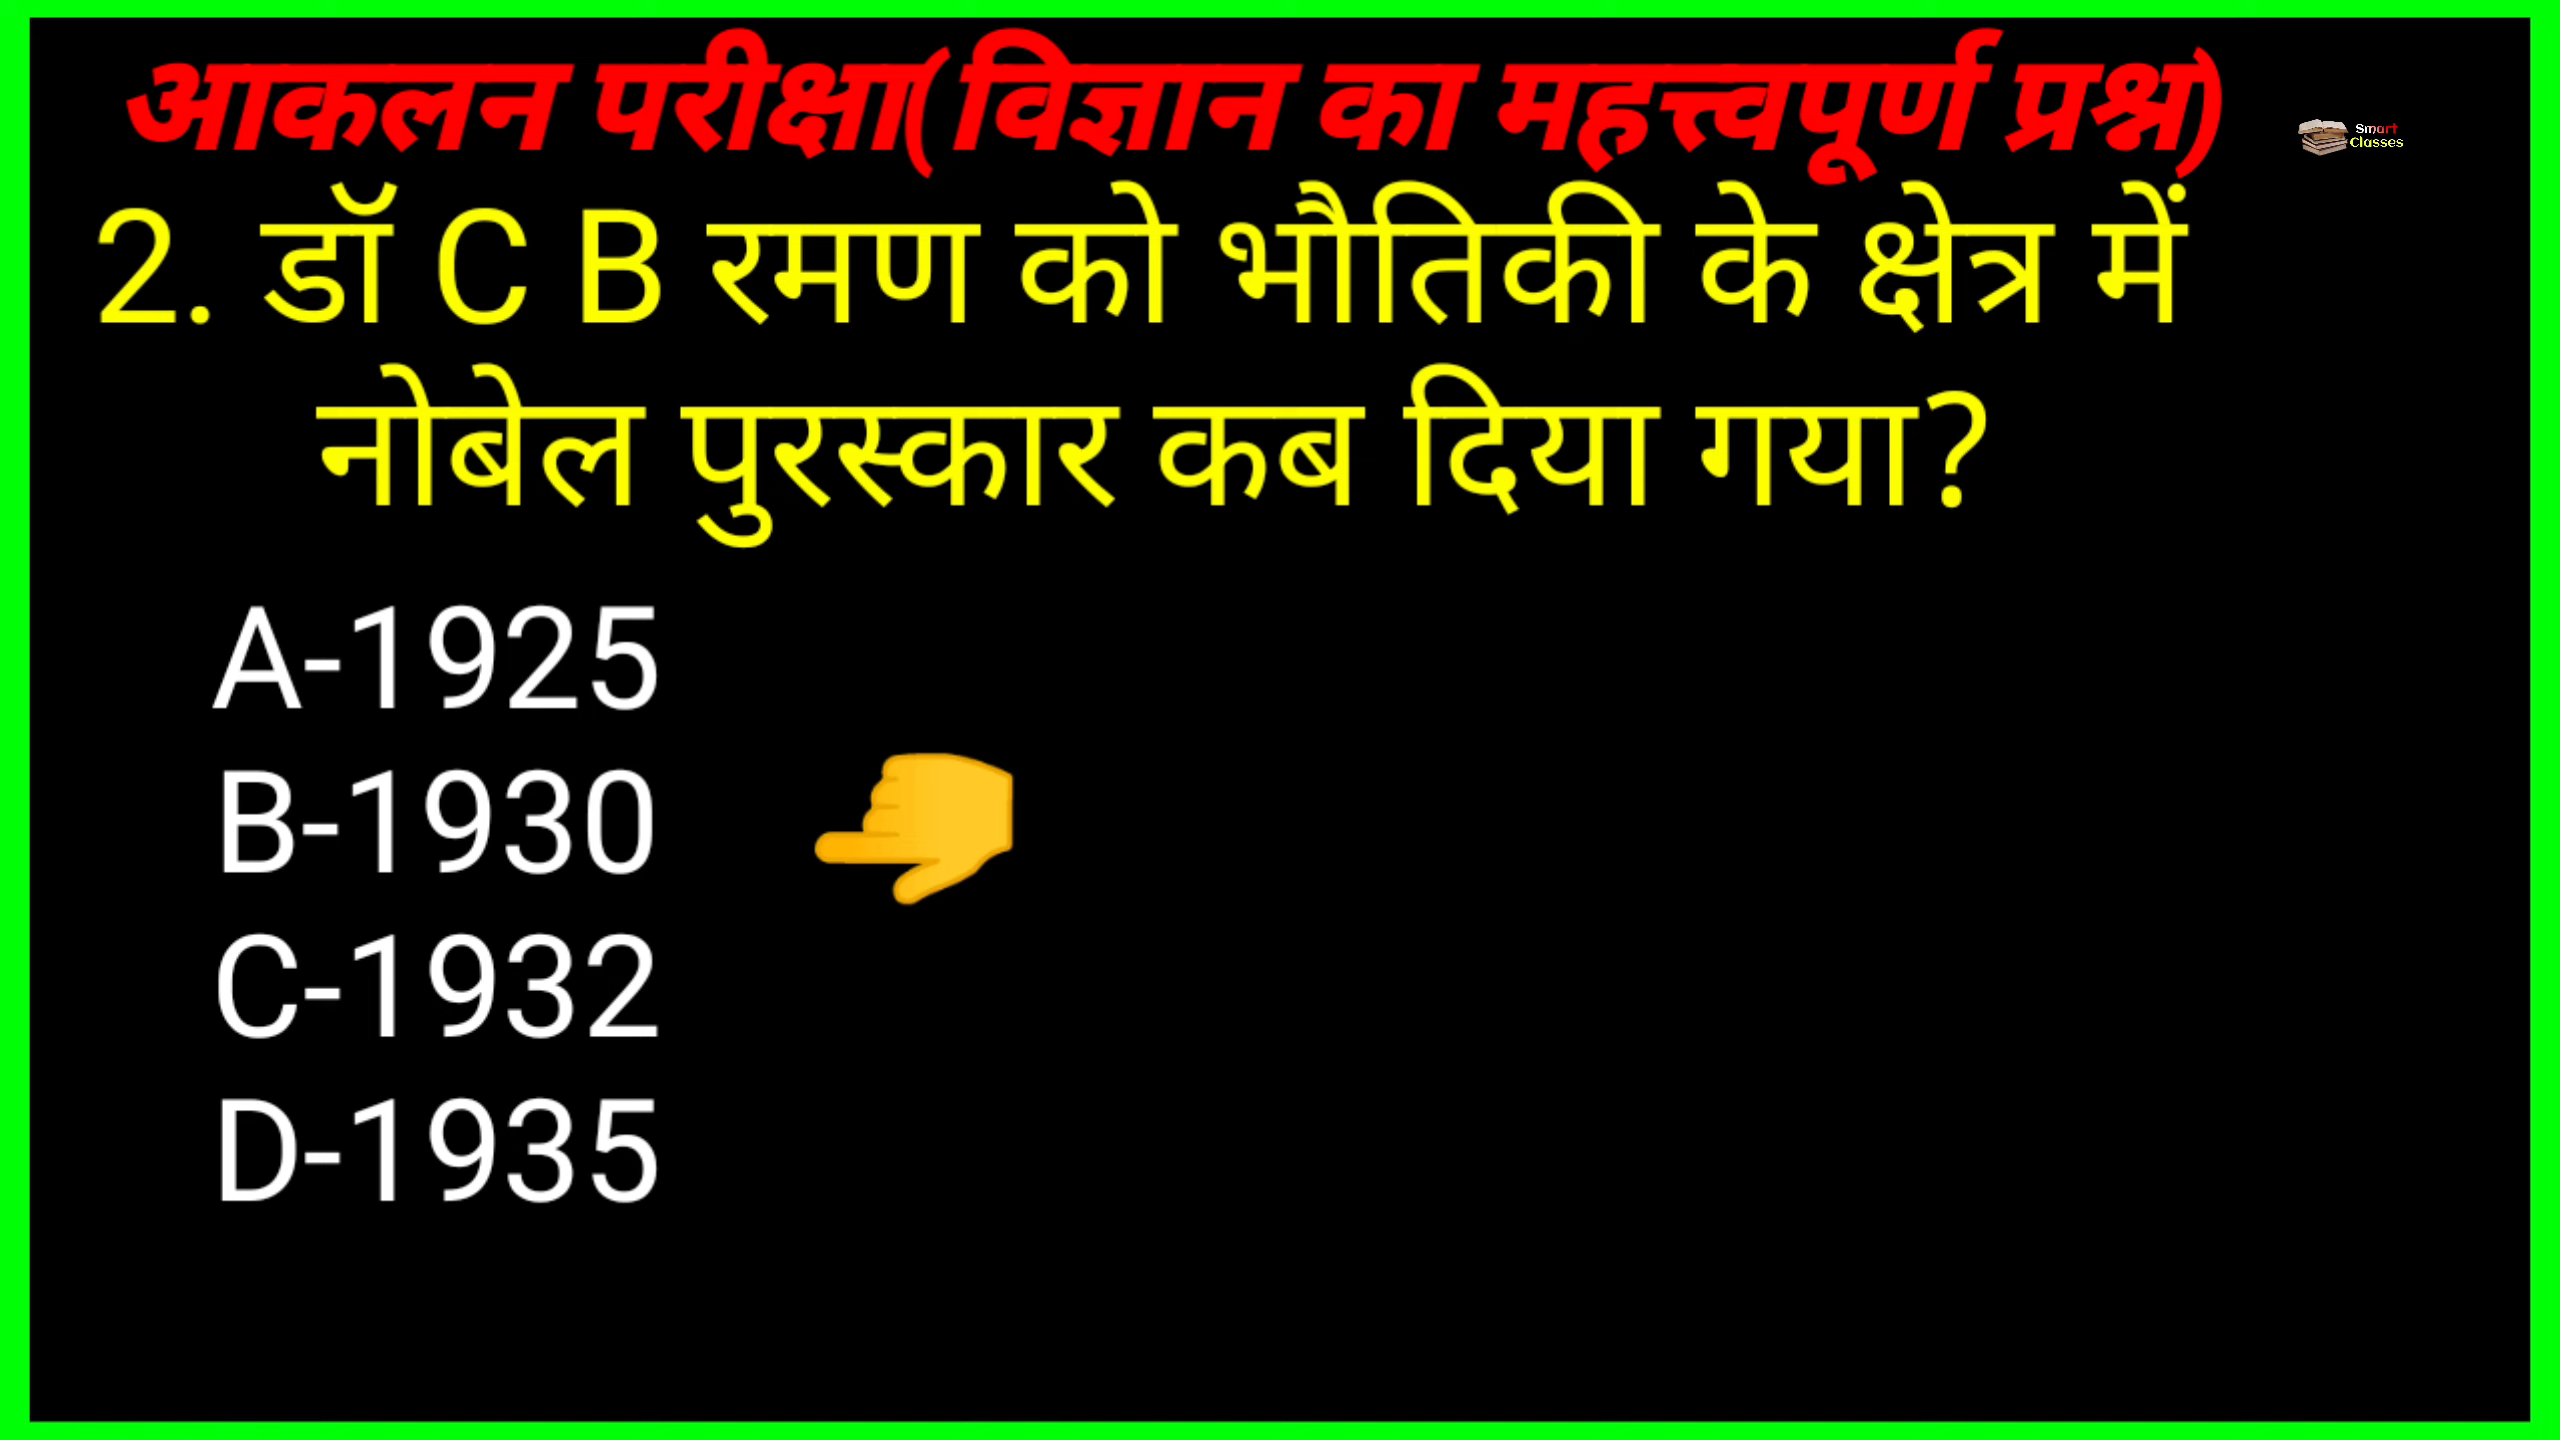 आकलन परीक्षा(विज्ञान का महत्त्वपूर्ण प्रश्न)
Smart
Classes
2. डॉ C B रमण को भौतिकी के क्षेत्र में
नोबेल पुरस्कार कब दिया गया?
A-1925
B-1930
C-1932
D-1935